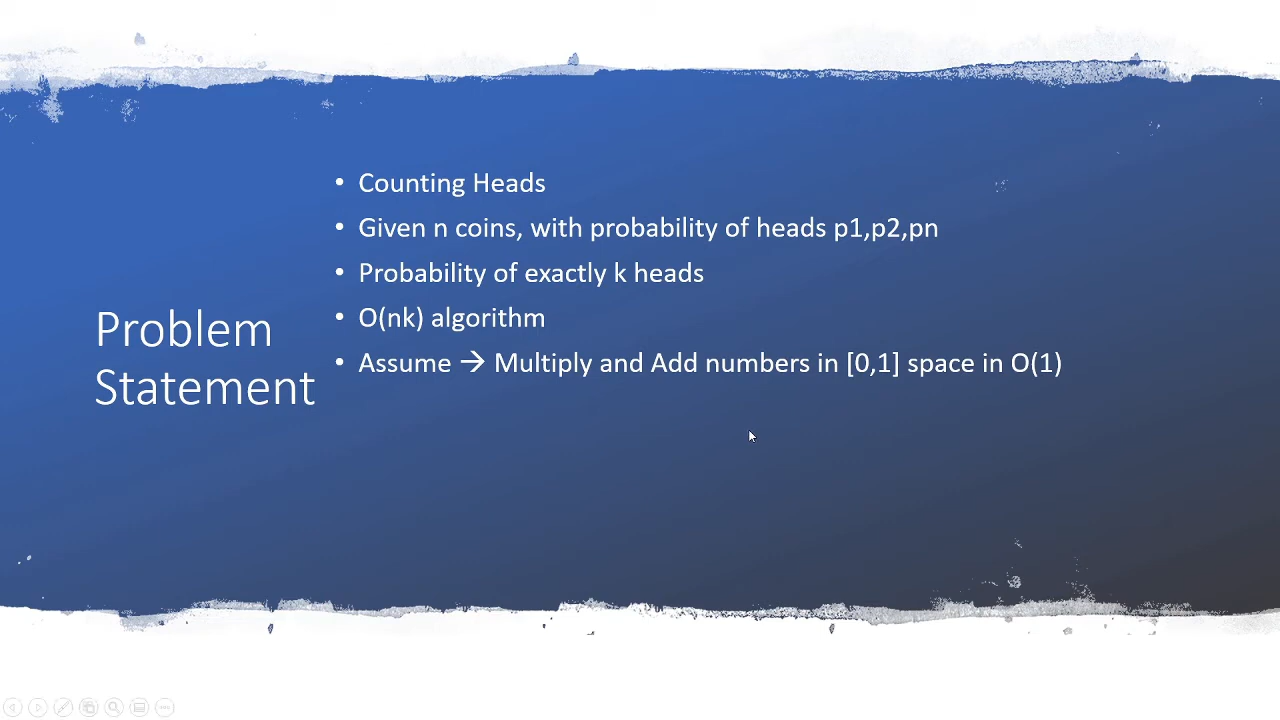 Problem
Statement
• Counting Heads
• Given n coins, with probability of heads p1,p2,pn
• Probability of exactly k heads
• O(nk) algorithm
• Assume → Multiply and Add numbers in [0,1] space in O(1)